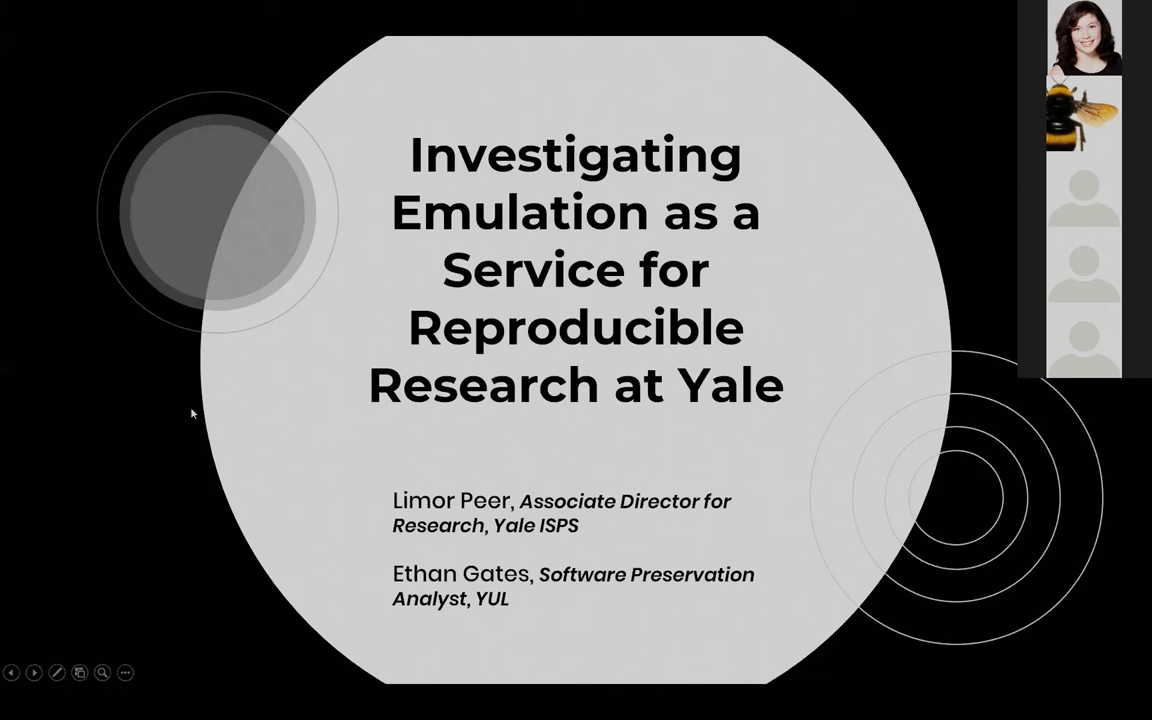 Investigating
Emulation as a
Service for
Reproducible
Research at Yale
Limor Peer, Associate Director for
Research, Yale ISPS
Ethan Gates, Software Preservation
Analyst, YUL